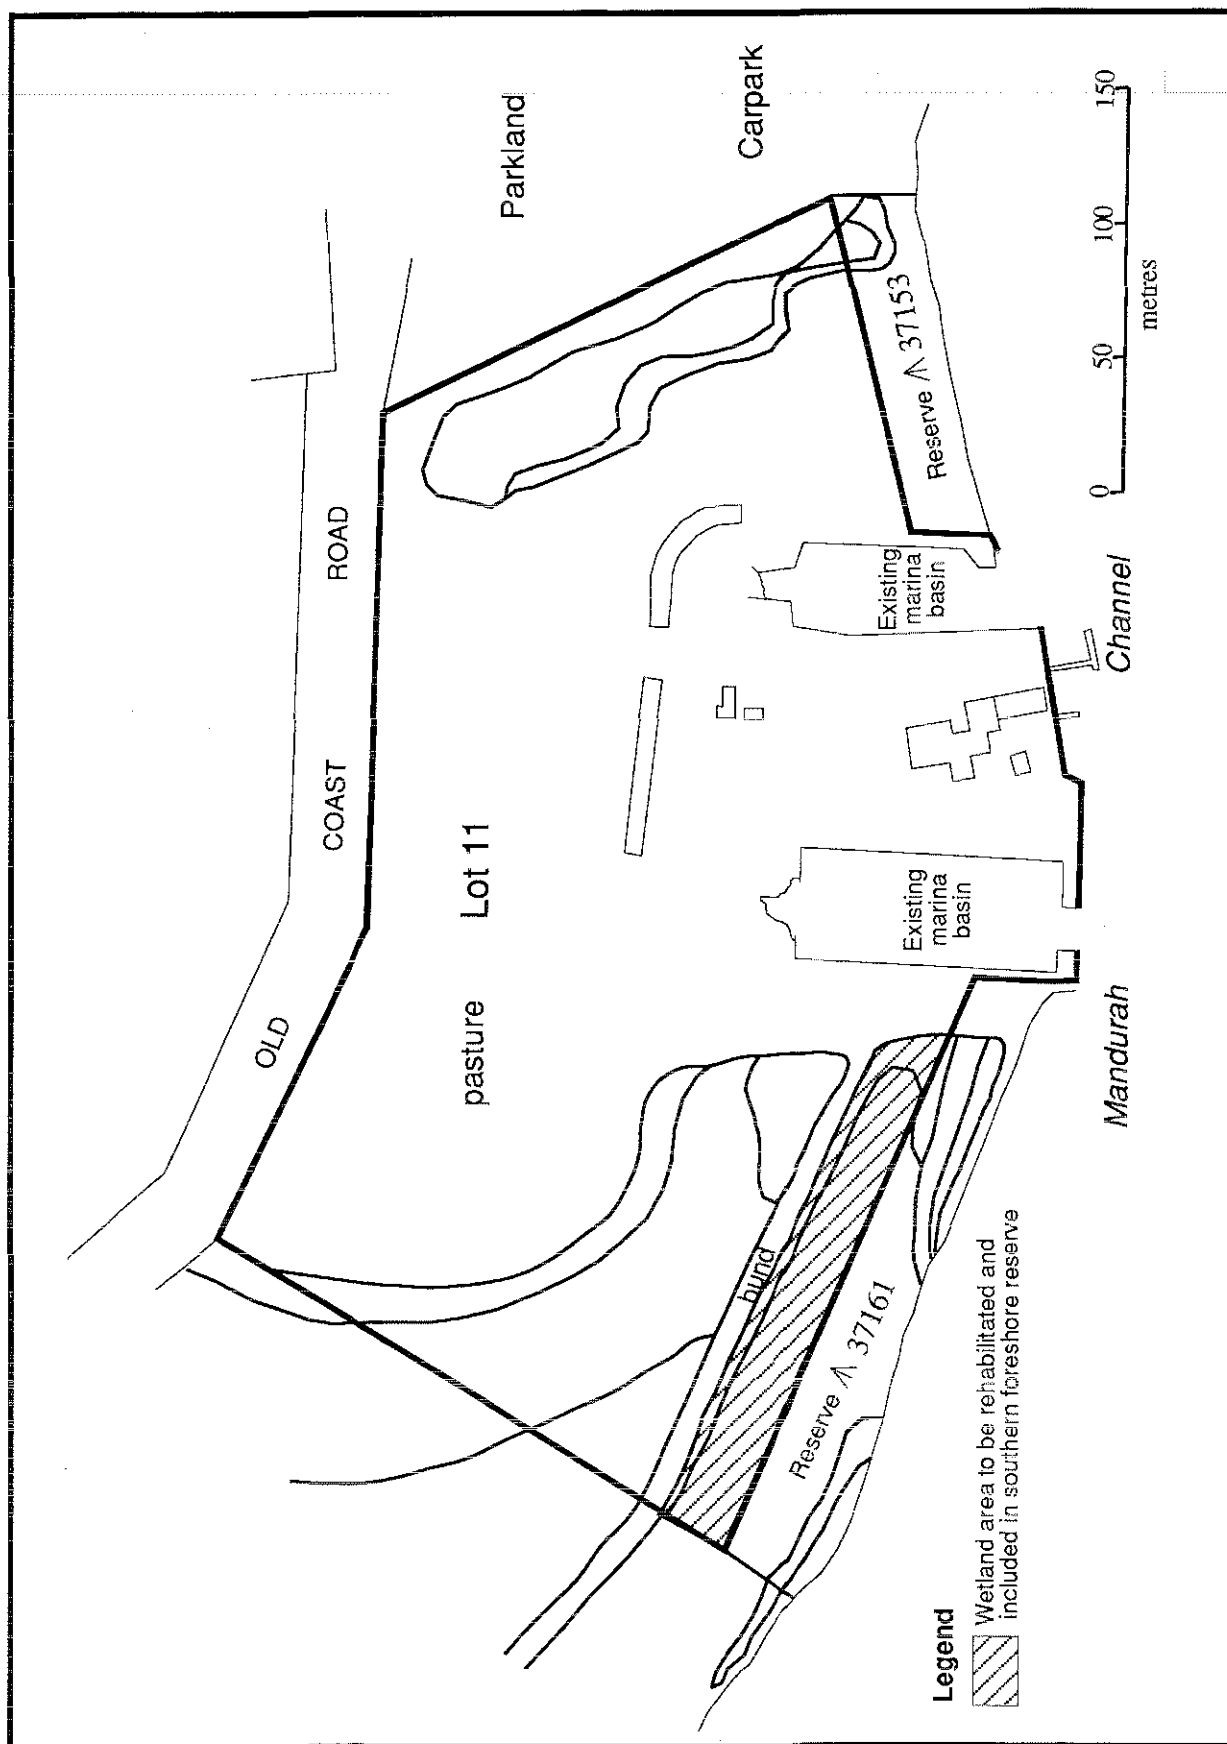 OLD
COAST
ROAD
Parkland
pasture
Lot 11
Carpark
bund
Existing
marina
basin
Existing
marina
basin
Reserve 37161
Reserve 37153
Mandurah
Channel
0
50
100
150
metres
Legend
Wetland area to be rehabilitated and
included in southern foreshore reserve